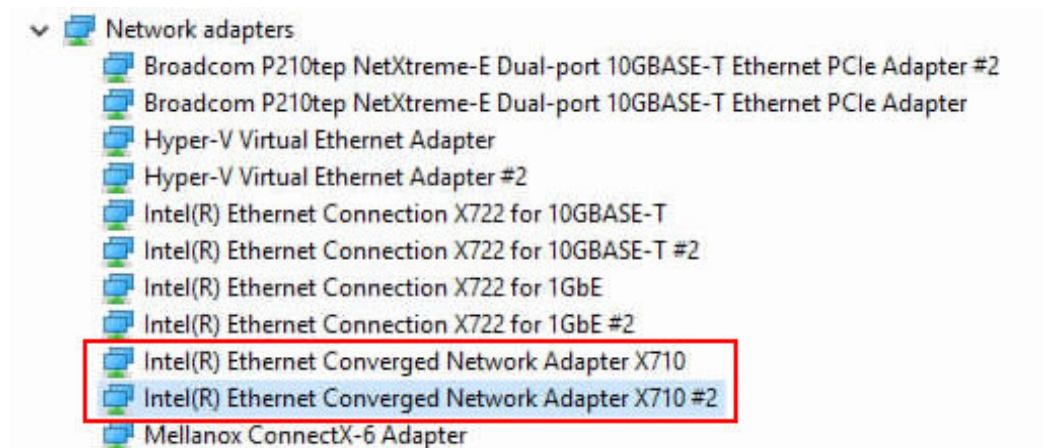 Network adapters
Broadcom P210tep NetXtreme-E Dual-port 10GBASE-T Ethernet PCIe Adapter #2
Broadcom P210tep NetXtreme-E Dual-port 10GBASE-T Ethernet PCIe Adapter
Hyper-V Virtual Ethernet Adapter
Hyper-V Virtual Ethernet Adapter #2
Intel(R) Ethernet Connection X722 for 10GBASE-T
Intel(R) Ethernet Connection X722 for 10GBASE-T #2
Intel(R) Ethernet Connection X722 for 1GbE
Intel(R) Ethernet Connection X722 for 1GbE #2
Intel(R) Ethernet Converged Network Adapter X710
Intel(R) Ethernet Converged Network Adapter X710 #2
Mellanox ConnectX-6 Adapter